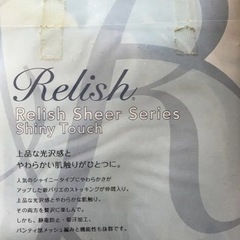 Relish®
Relish Sheer Series
Shiny Touch
上品な光沢感と
やわらかい肌触りがひとつに。
人気のシャイニータイプにやわらかさが
アップした新バリエのストッキングが仲間入り。
上品な光沢感とやわらかさが生む肌触り、
その両方を贅沢に楽しんで。
しかも、静電防止・吸汗加工。
パンティ部メッシュ編みと機能性も抜群です。